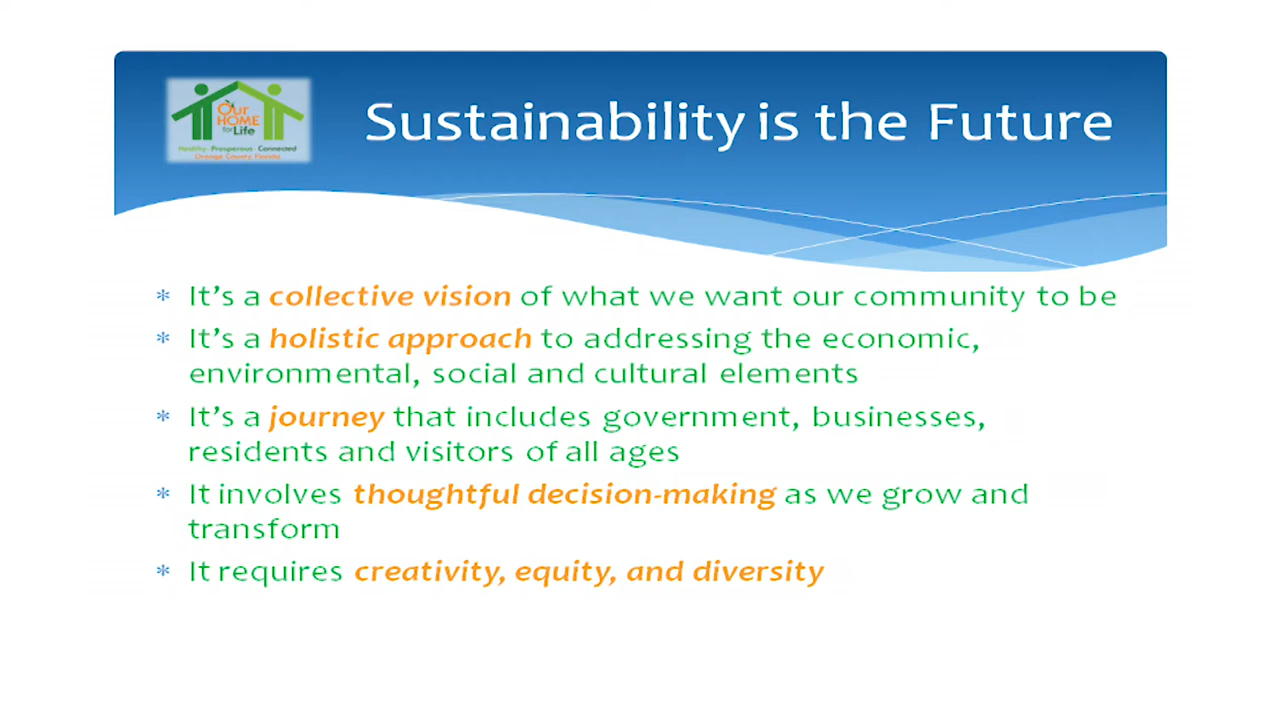 Our
HOME
for Life
Healthy · Prosperous · Connected
Orange County, Florida
Sustainability is the Future
* It's a collective vision of what we want our community to be
* It's a holistic approach to addressing the economic,
environmental, social and cultural elements
* It's a journey that includes government, businesses,
residents and visitors of all ages
* It involves thoughtful decision-making as we grow and
transform
* It requires creativity, equity, and diversity